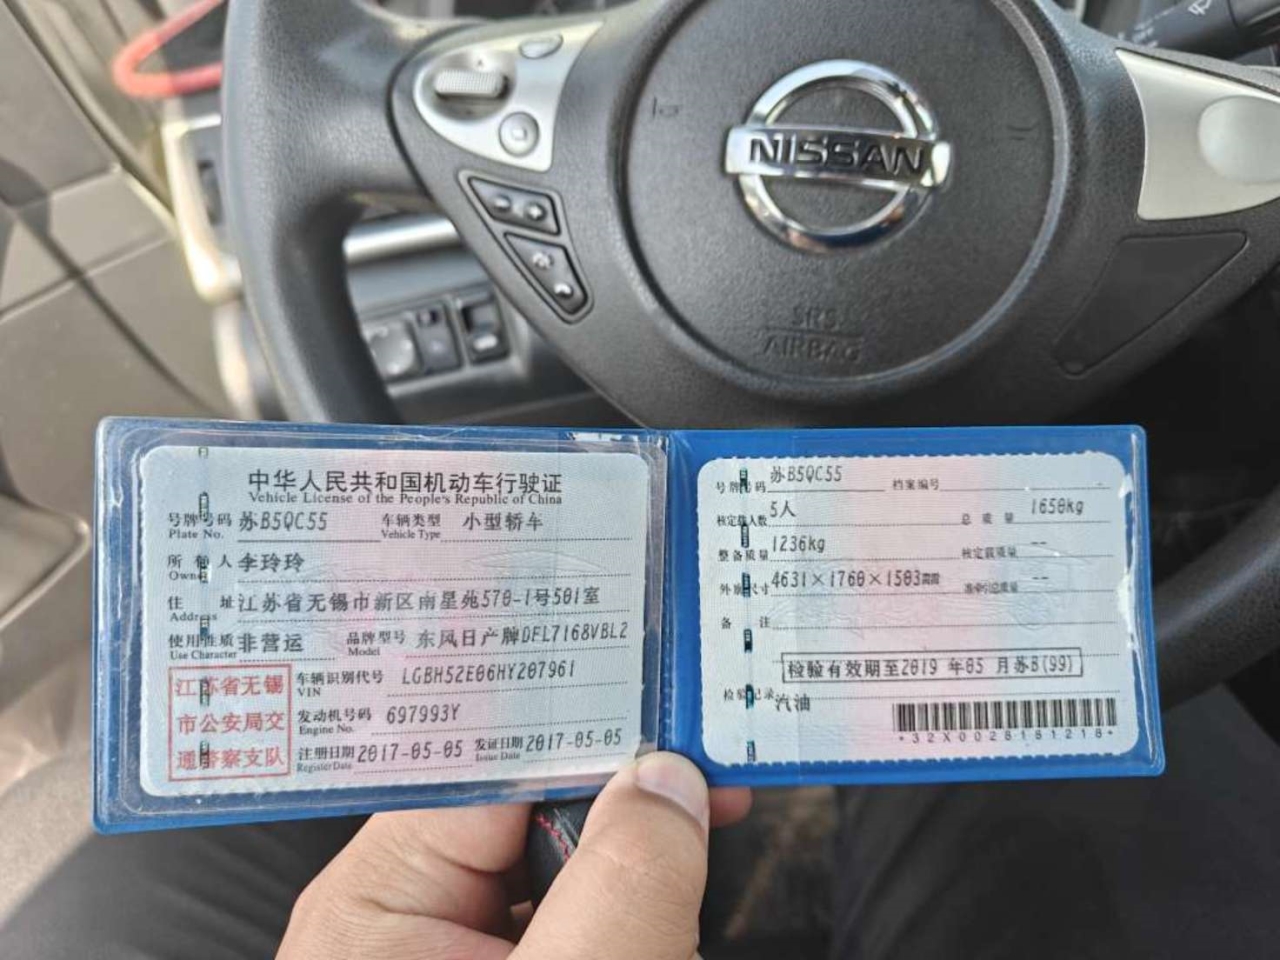 NISSAN
SRS
AIRBAG
中华人民共和国机动车行驶证
Vehicle License of the People's Republic of China
号牌号码 苏B5QC55 车辆类型 小型轿车
Plate No. Vehicle Type
所有人 李玲玲
Owner
住址 江苏省无锡市新区南星苑570-1号501室
Address
使用性质 非营运 品牌型号 东风日产牌DFL7168VBL2
Use Character Model
江苏省无锡
市公安局交
通警察支队
车辆识别代号 LGBH52E06HY207961
VIN
发动机号码 697993Y
Engine No.
注册日期 2017-05-05 发证日期 2017-05-05
Register Date Issue Date
号牌号码 苏B5QC55 档案编号
核定载人数 5人 总质量 1650kg
整备质量 1236kg 核定载质量 --
外廓尺寸 4631×1760×1503mm 准牵引总质量 --
备注
检验有效期至2019年05月苏B(99)
检验记录 汽油
*32X0028181218*